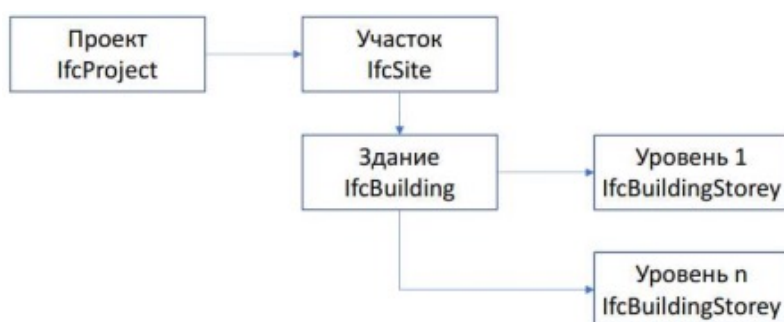 Проект
IfcProject
Участок
IfcSite
Здание
IfcBuilding
Уровень 1
IfcBuildingStorey
Уровень n
IfcBuildingStorey